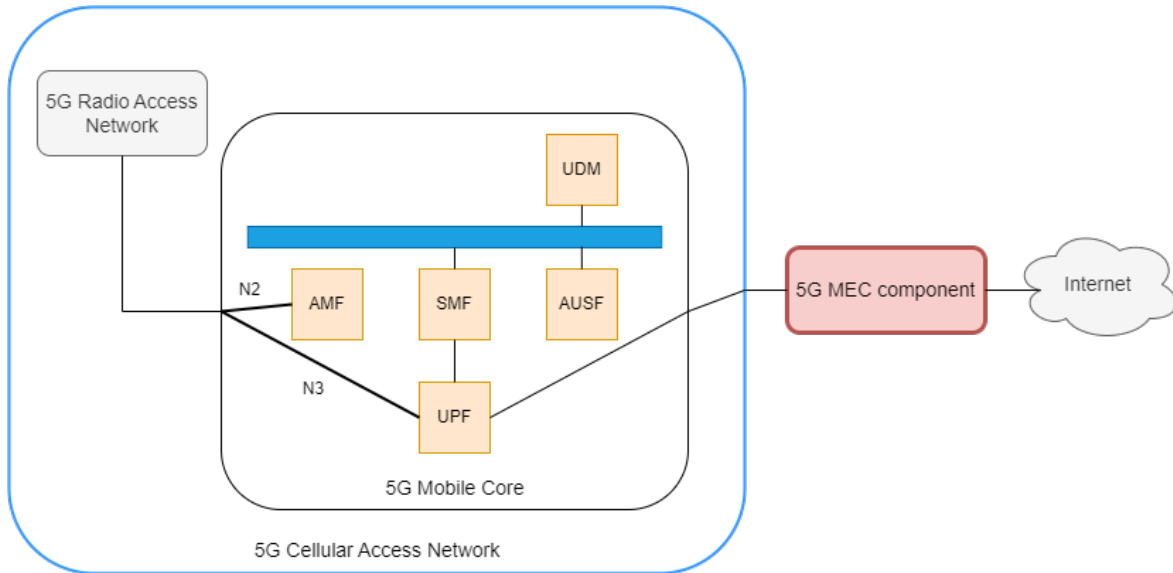 5G Radio Access
Network
UDM
N2
AMF
SMF
AUSF
5G MEC component
Internet
N3
UPF
5G Mobile Core
5G Cellular Access Network